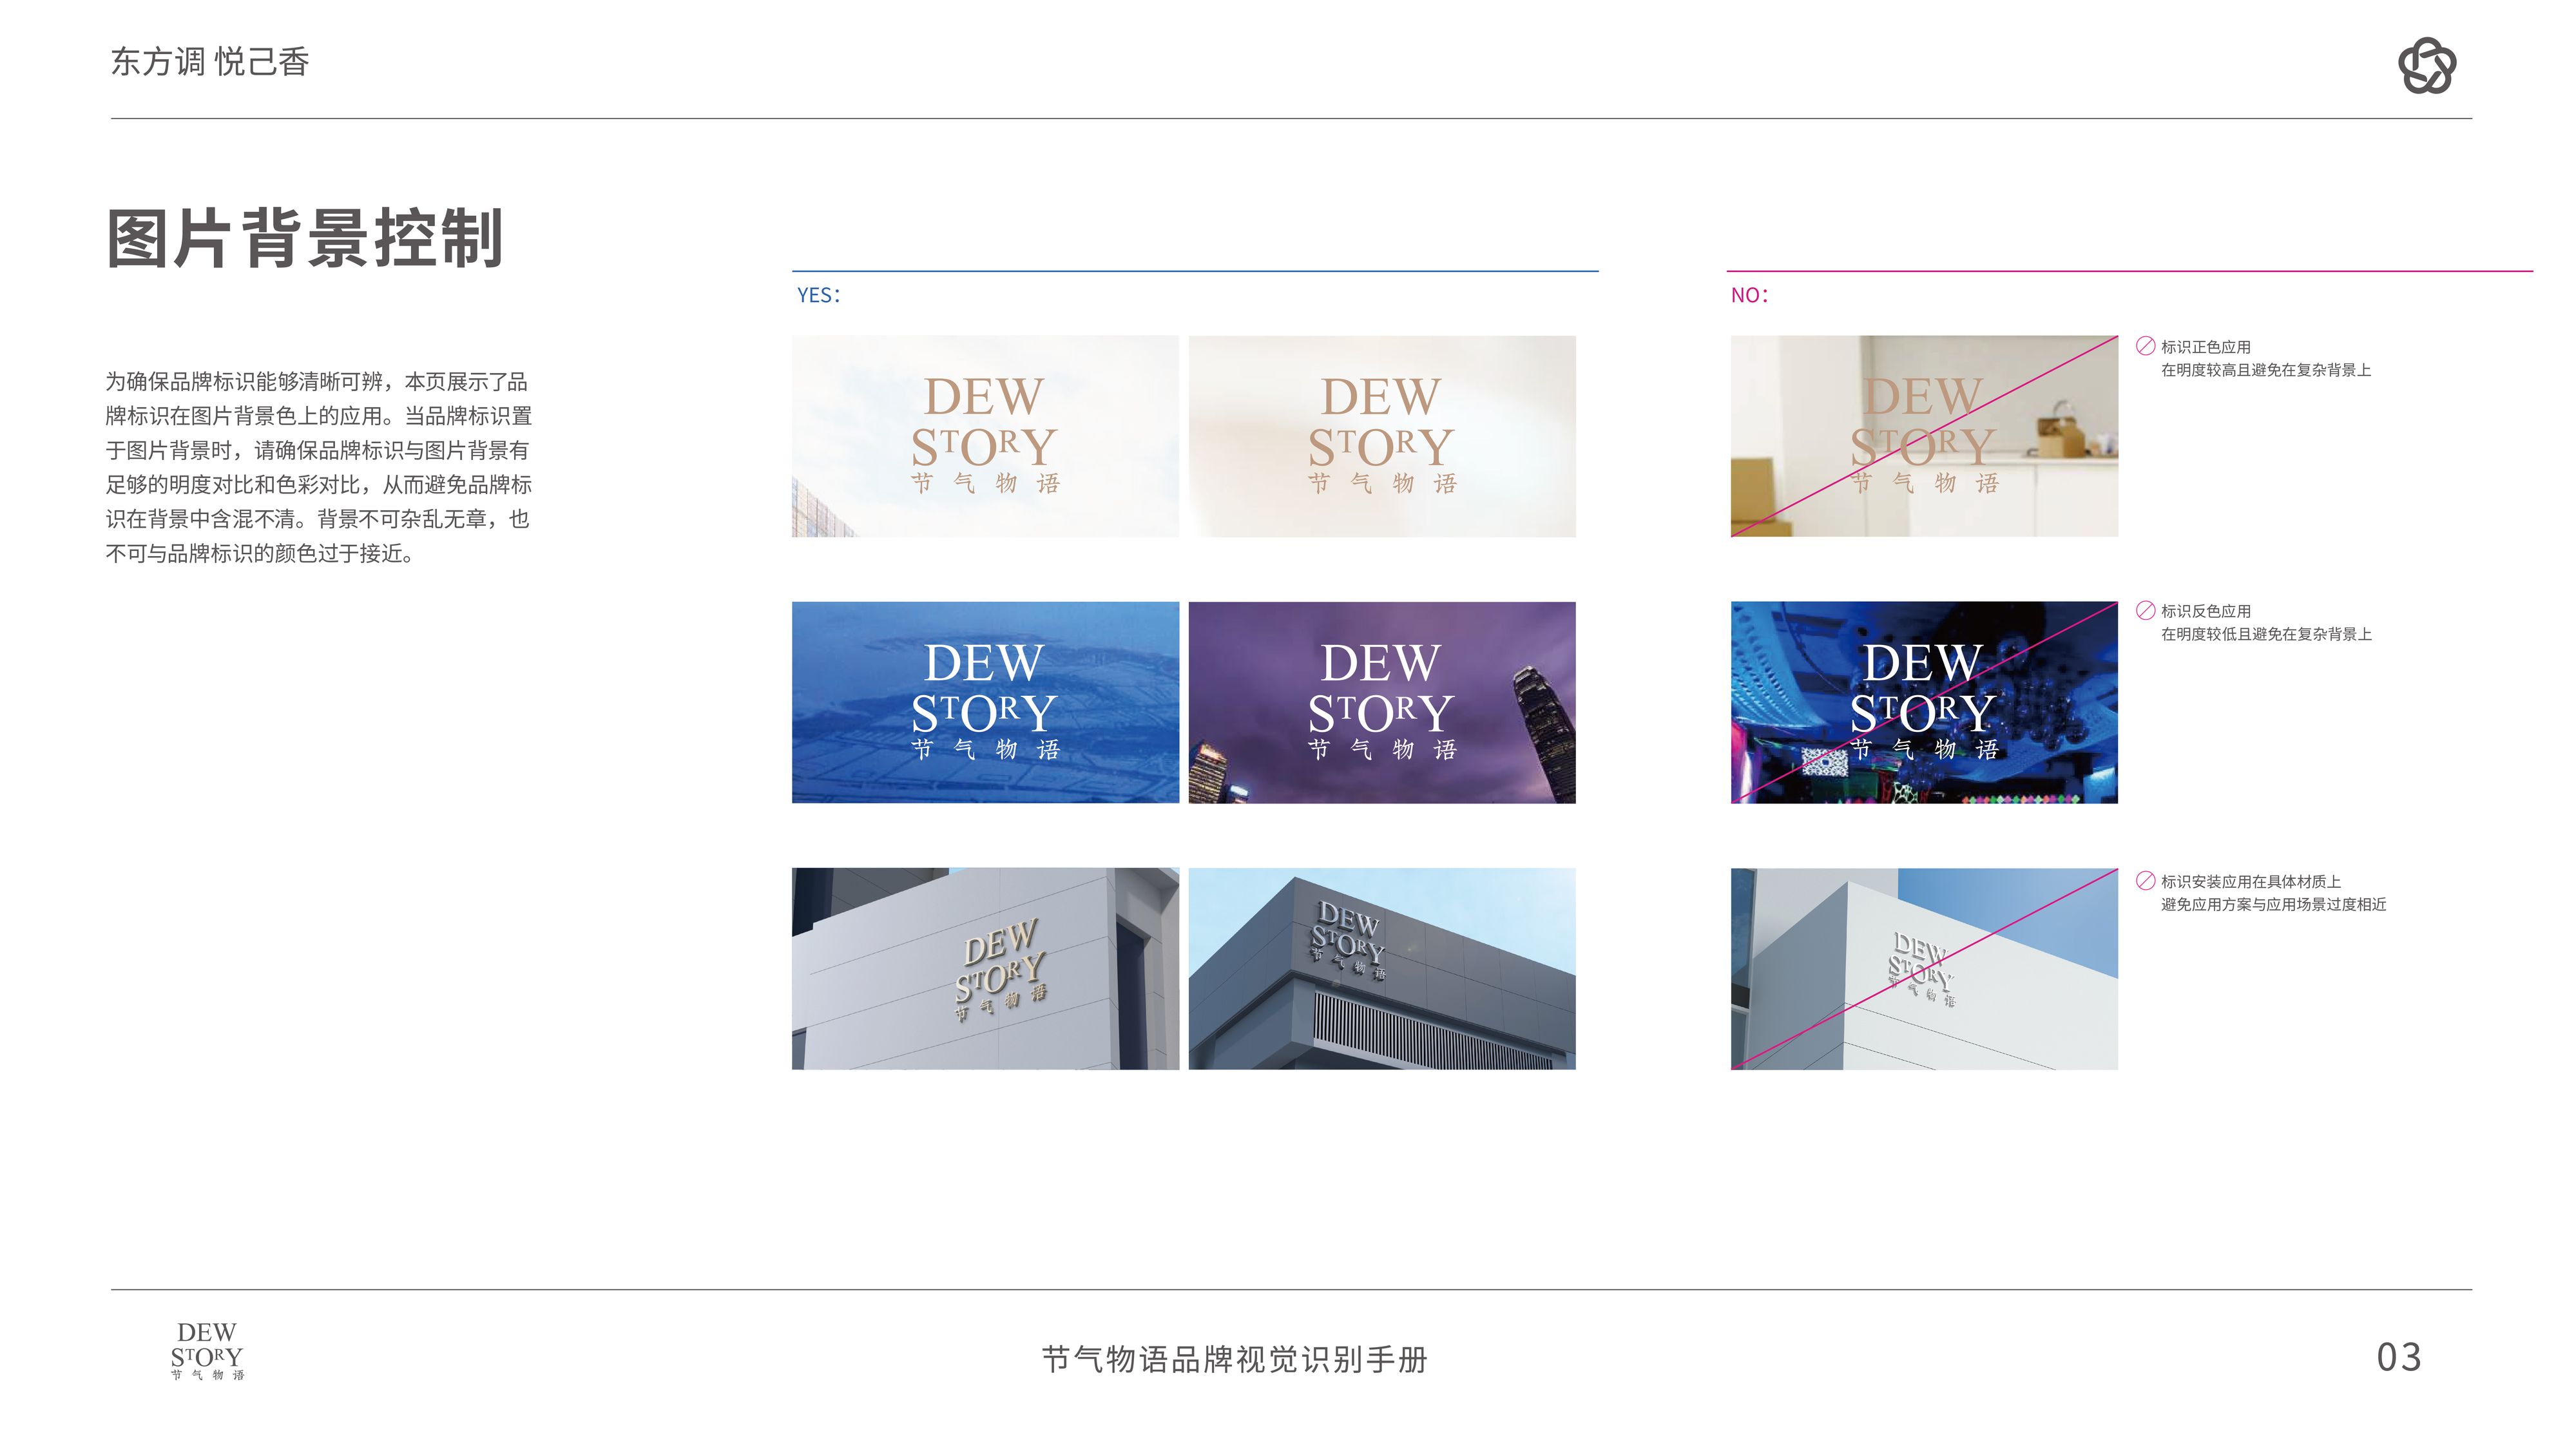 东方调 悦己香
图片背景控制
为确保品牌标识能够清晰可辨，本页展示了品
牌标识在图片背景色上的应用。当品牌标识置
于图片背景时，请确保品牌标识与图片背景有
足够的明度对比和色彩对比，从而避免品牌标
识在背景中含混不清。背景不可杂乱无章，也
不可与品牌标识的颜色过于接近。
YES：
DEW
STORY
节气物语
DEW
STORY
节气物语
DEW
STORY
节气物语
DEW
STORY
节气物语
DEW
STORY
节气物语
DEW
STORY
节气物语
NO：
DEW
STORY
节气物语
标识正色应用
在明度较高且避免在复杂背景上
DEW
STORY
节气物语
标识反色应用
在明度较低且避免在复杂背景上
DEW
STORY
节气物语
标识安装应用在具体材质上
避免应用方案与应用场景过度相近
DEW
STORY
节气物语
节气物语品牌视觉识别手册
03